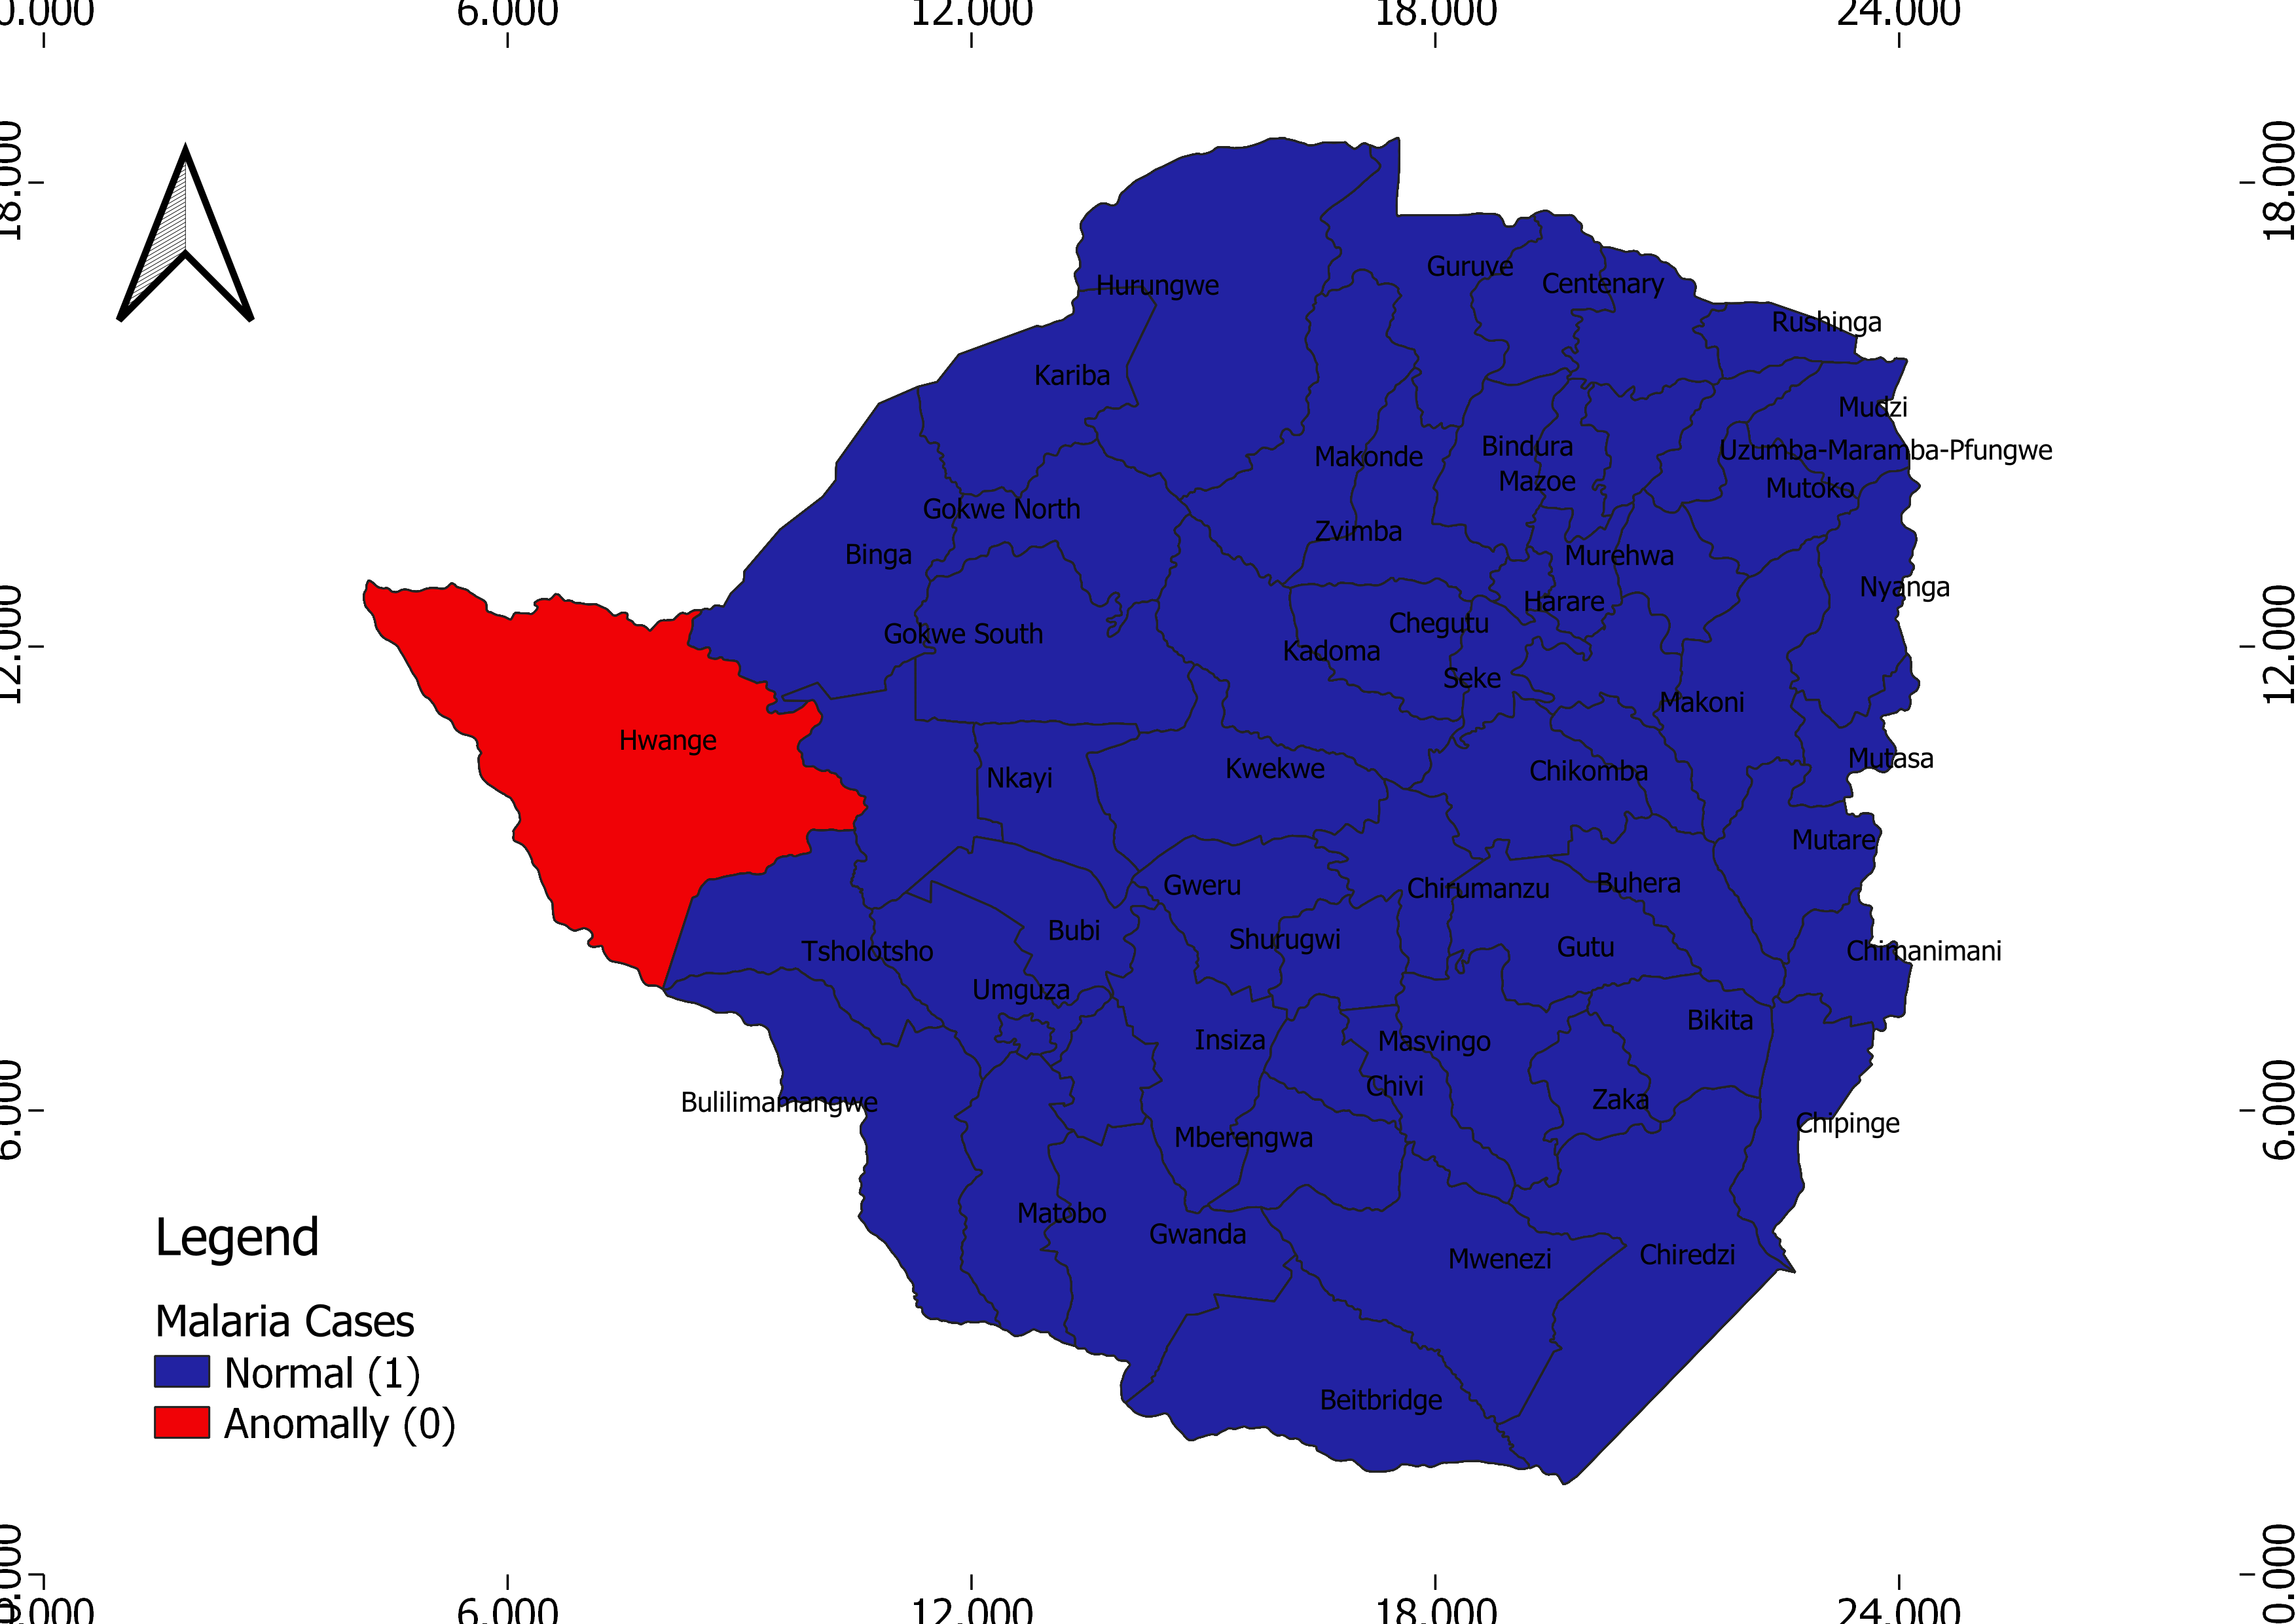 0.000 6.000 12.000 18.000 24.000
18.000 18.000
Hurungwe
Guruve
Centenary
Rushinga
Kariba
Mudzi
Bindura
Uzumba-Maramba-Pfungwe
Makonde
Mazoe
Mutoko
Gokwe North
Zvimba
Binga
Murehwa
Nyanga
12.000 12.000
Harare
Chegutu
Gokwe South
Kadoma
Seke
Makoni
Hwange
Mutasa
Kwekwe
Chikomba
Nkayi
Mutare
Gweru
Chirumanzu
Buhera
Bubi
Shurugwi
Gutu
Tsholotsho
Chimanimani
Umguza
Bikita
Insiza
Masvingo
Chivi
Zaka
Bulilimamangwe
6.000 6.000
Chipinge
Mberengwa
Matobo
Gwanda
Mwenezi
Chiredzi
Beitbridge
Legend
Malaria Cases
Normal (1)
Anomally (0)
0.000 0.000
0.000 6.000 12.000 18.000 24.000